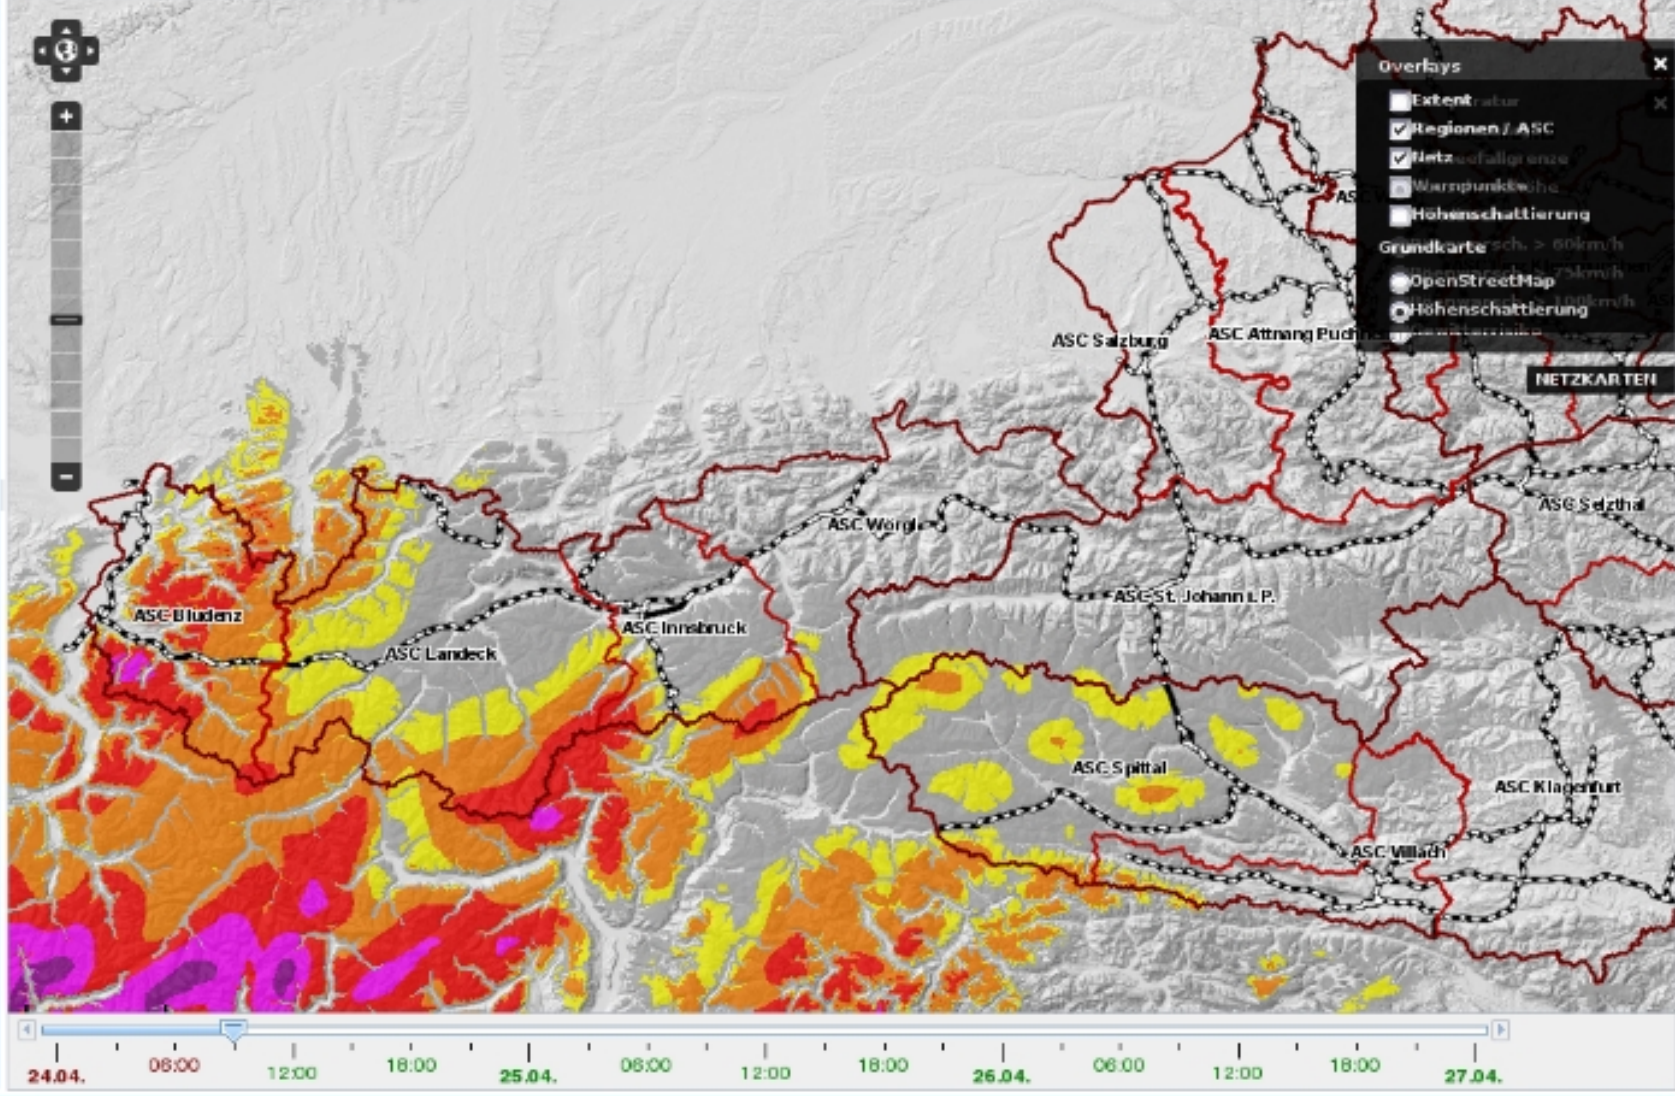 Overlays
Extent
Regionen / ASC
Netz
Warnpunkte
Höhenschattierung
Grundkarte
OpenStreetMap
Höhenschattierung
ASC Salzburg
ASC Attnang Puchhe
NETZKARTEN
ASC Wörgl
ASC Selzthal
ASC Bludenz
ASC St. Johann i. P.
ASC Innsbruck
ASC Landeck
ASC Spittal
ASC Klagenfurt
ASC Villach
24.04.
06:00
12:00
18:00
25.04.
06:00
12:00
18:00
26.04.
06:00
12:00
18:00
27.04.